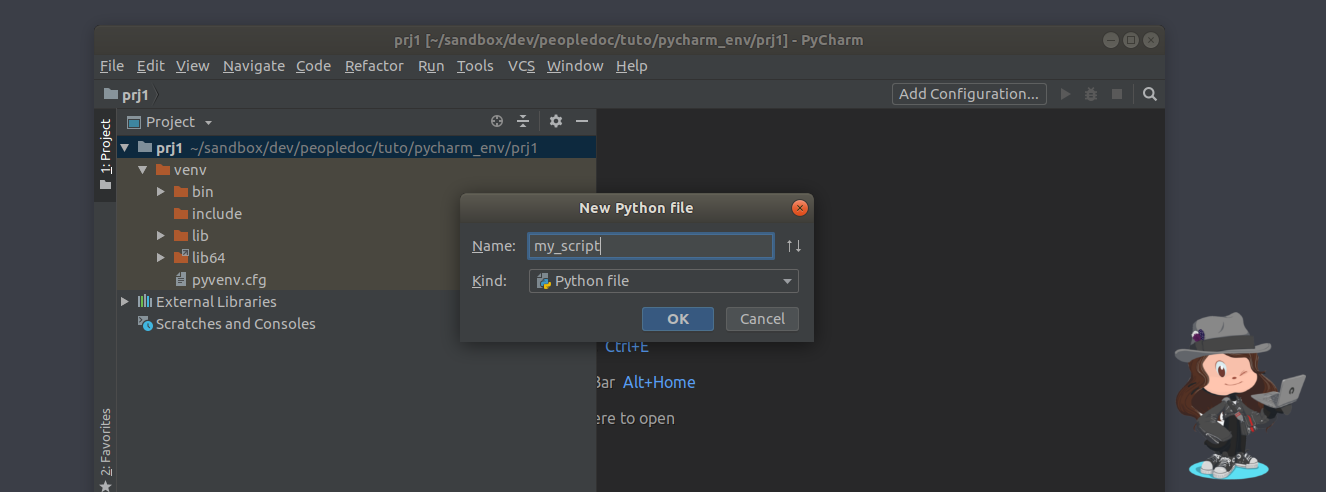 prj1 [~/sandbox/dev/peopledoc/tuto/pycharm_env/prj1] - PyCharm
File Edit View Navigate Code Refactor Run Tools VCS Window Help
prj1 Add Configuration...
1: Project
Project
prj1 ~/sandbox/dev/peopledoc/tuto/pycharm_env/prj1
venv
bin
include
lib
lib64
pyvenv.cfg
External Libraries
Scratches and Consoles
New Python file
Name: my_script
Kind: Python file
OK Cancel
Ctrl+E
Bar Alt+Home
ere to open
2: Favorites